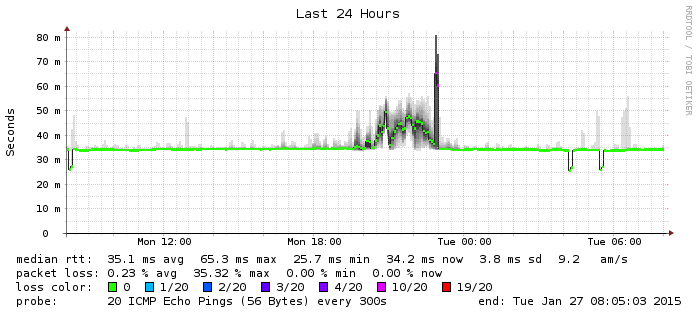 Last 24 Hours
RRDTOOL / TOBI OETIKER
Seconds
80 m
70 m
60 m
50 m
40 m
30 m
20 m
10 m
0
Mon 12:00 Mon 18:00 Tue 00:00 Tue 06:00
median rtt: 35.1 ms avg 65.3 ms max 25.7 ms min 34.2 ms now 3.8 ms sd 9.2 am/s
packet loss: 0.23 % avg 35.32 % max 0.00 % min 0.00 % now
loss color: 0 1/20 2/20 3/20 4/20 10/20 19/20
probe: 20 ICMP Echo Pings (56 Bytes) every 300s end: Tue Jan 27 08:05:03 2015